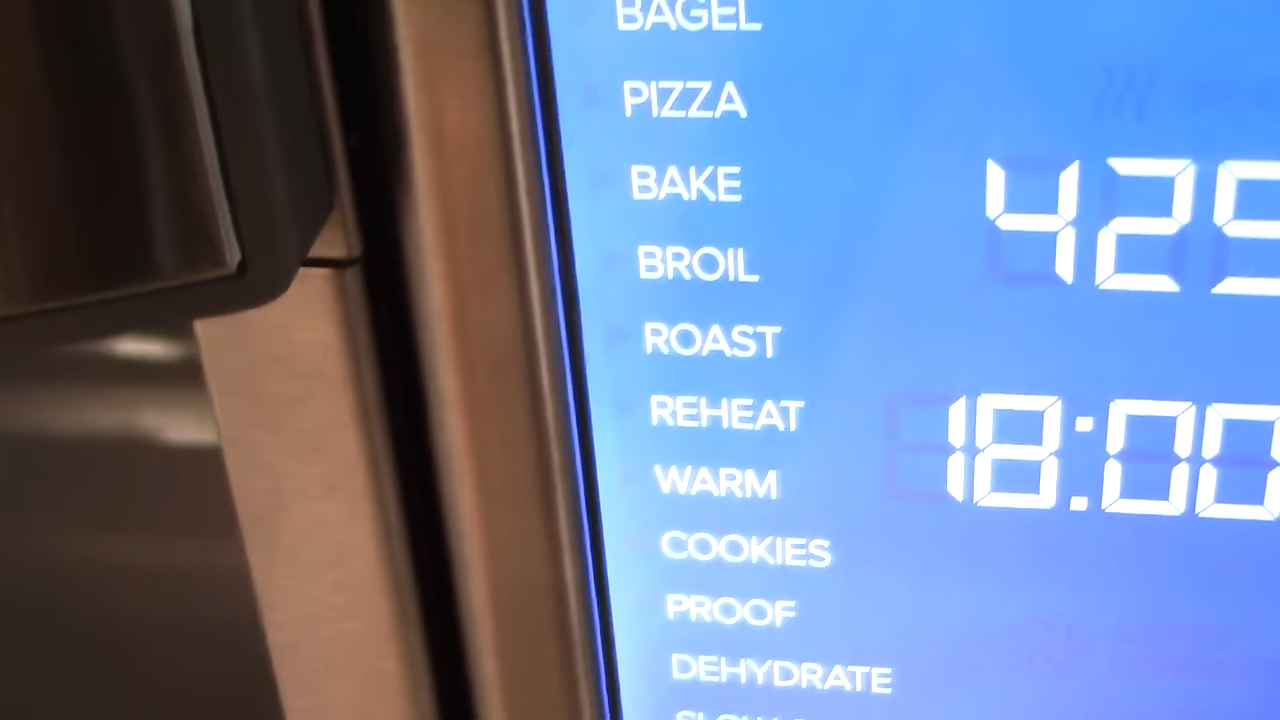 BAGEL
PIZZA
BAKE
425
BROIL
ROAST
REHEAT
18:00
WARM
COOKIES
PROOF
DEHYDRATE